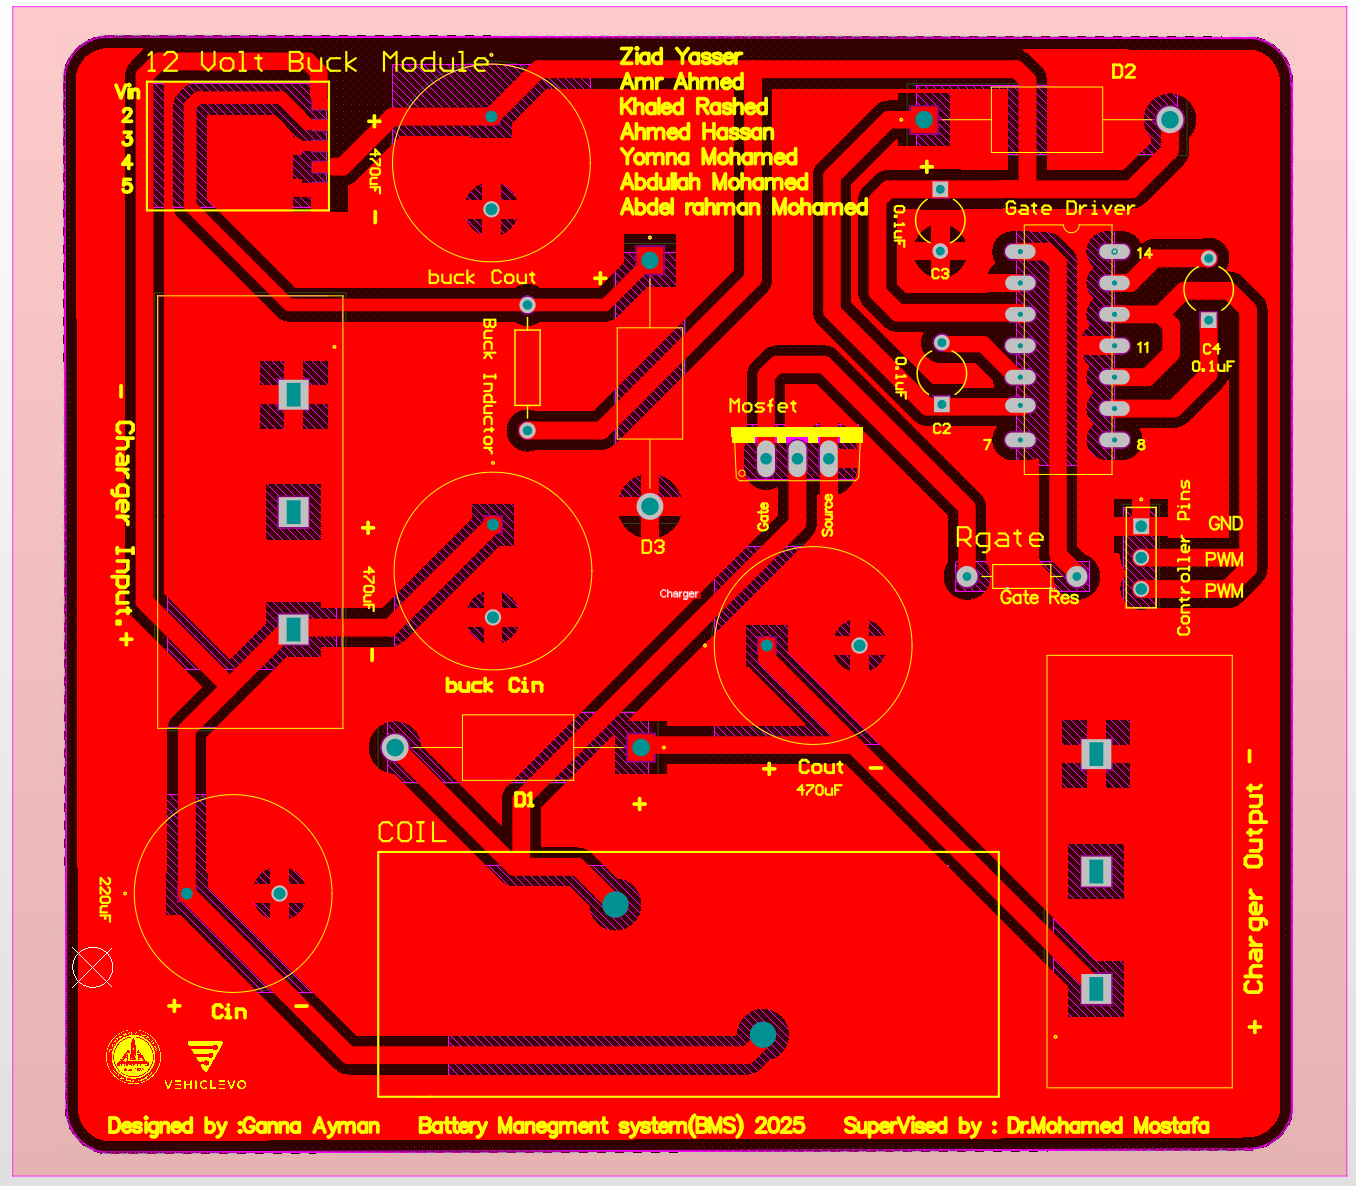 12 Volt Buck Module
Vin
2
3
4
5
+
470uF
-
buck Cout
Ziad Yasser
Amr Ahmed
Khaled Rashed
Ahmed Hassan
Yomna Mohamed
Abdullah Mohamed
Abdel rahman Mohamed
D2
+
0.1uF
C3
Gate Driver
14
11
7
8
C4
0.1uF
0.1uF
C2
+
Buck Inductor
D3
Mosfet
Gate
Source
- Charger Input.+
+
470uF
-
buck Cin
Charger
Rgate
Gate Res
Controller Pins
GND
PWM
PWM
D1
+
+ Cout -
470uF
COIL
220uF
+ Cin -
+ Charger Output -
VEHICLEVO
Designed by :Ganna Ayman
Battery Manegment system(BMS) 2025
SuperVised by : Dr.Mohamed Mostafa